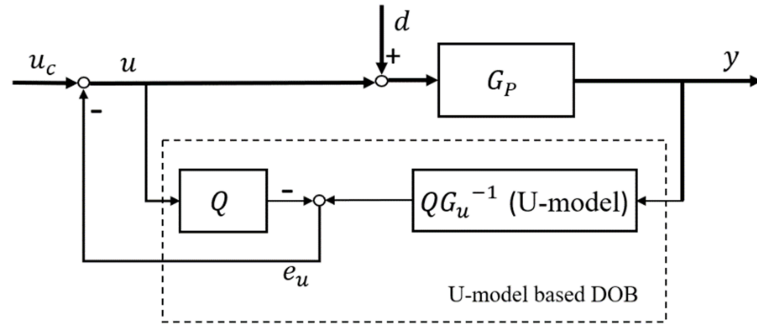 d
u_c
u
+
G_P
y
-
Q
-
QG_u^{-1} (U-model)
e_u
U-model based DOB